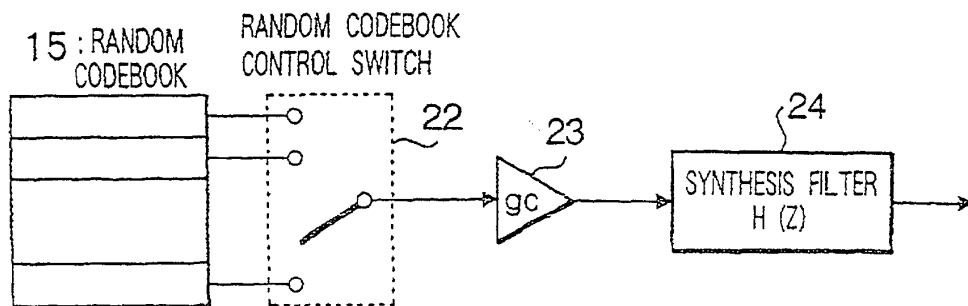 15 : RANDOM
CODEBOOK
RANDOM CODEBOOK
CONTROL SWITCH
22
23
24
gc
SYNTHESIS FILTER
H (Z)